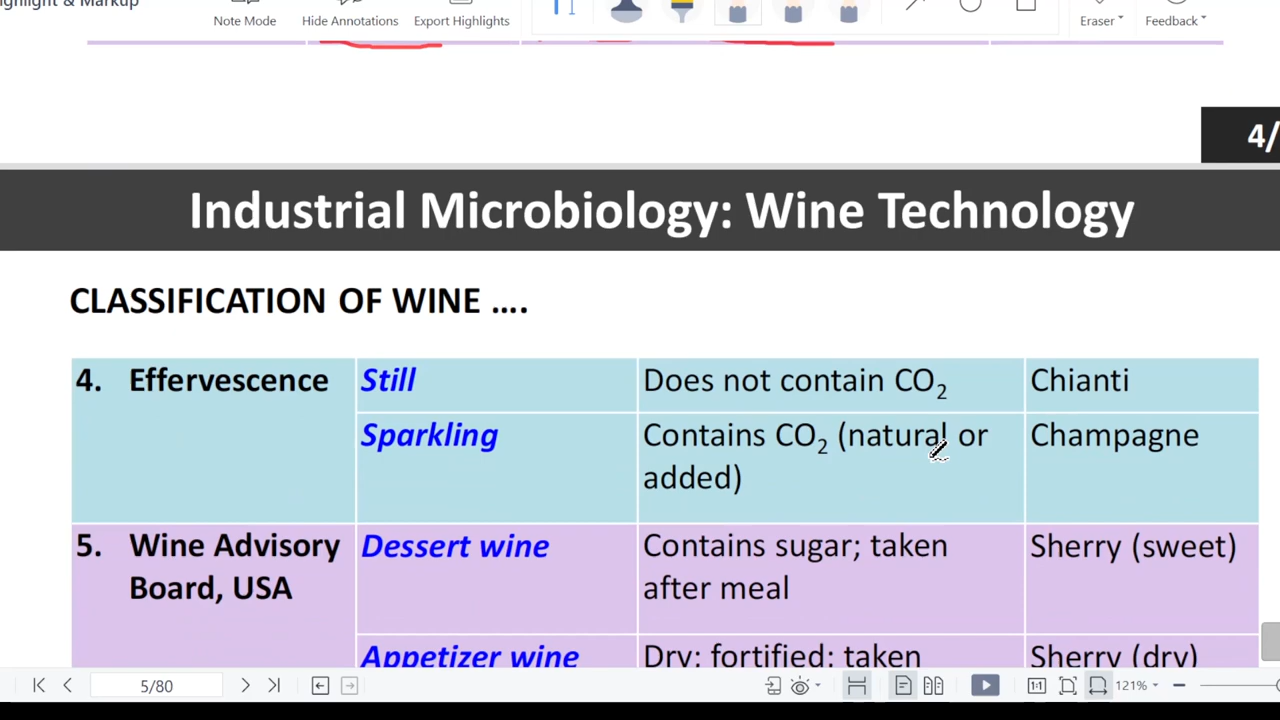 ighlight & Markup
Note Mode
Hide Annotations
Export Highlights
Eraser
Feedback
4/
Industrial Microbiology: Wine Technology
CLASSIFICATION OF WINE ....
4. Effervescence
Still
Does not contain CO2
Chianti
Sparkling
Contains CO2 (natural or
added)
Champagne
5. Wine Advisory
Board, USA
Dessert wine
Contains sugar; taken
after meal
Sherry (sweet)
Appetizer wine
Dry; fortified; taken
Sherry (dry)
5/80
1:1
121%